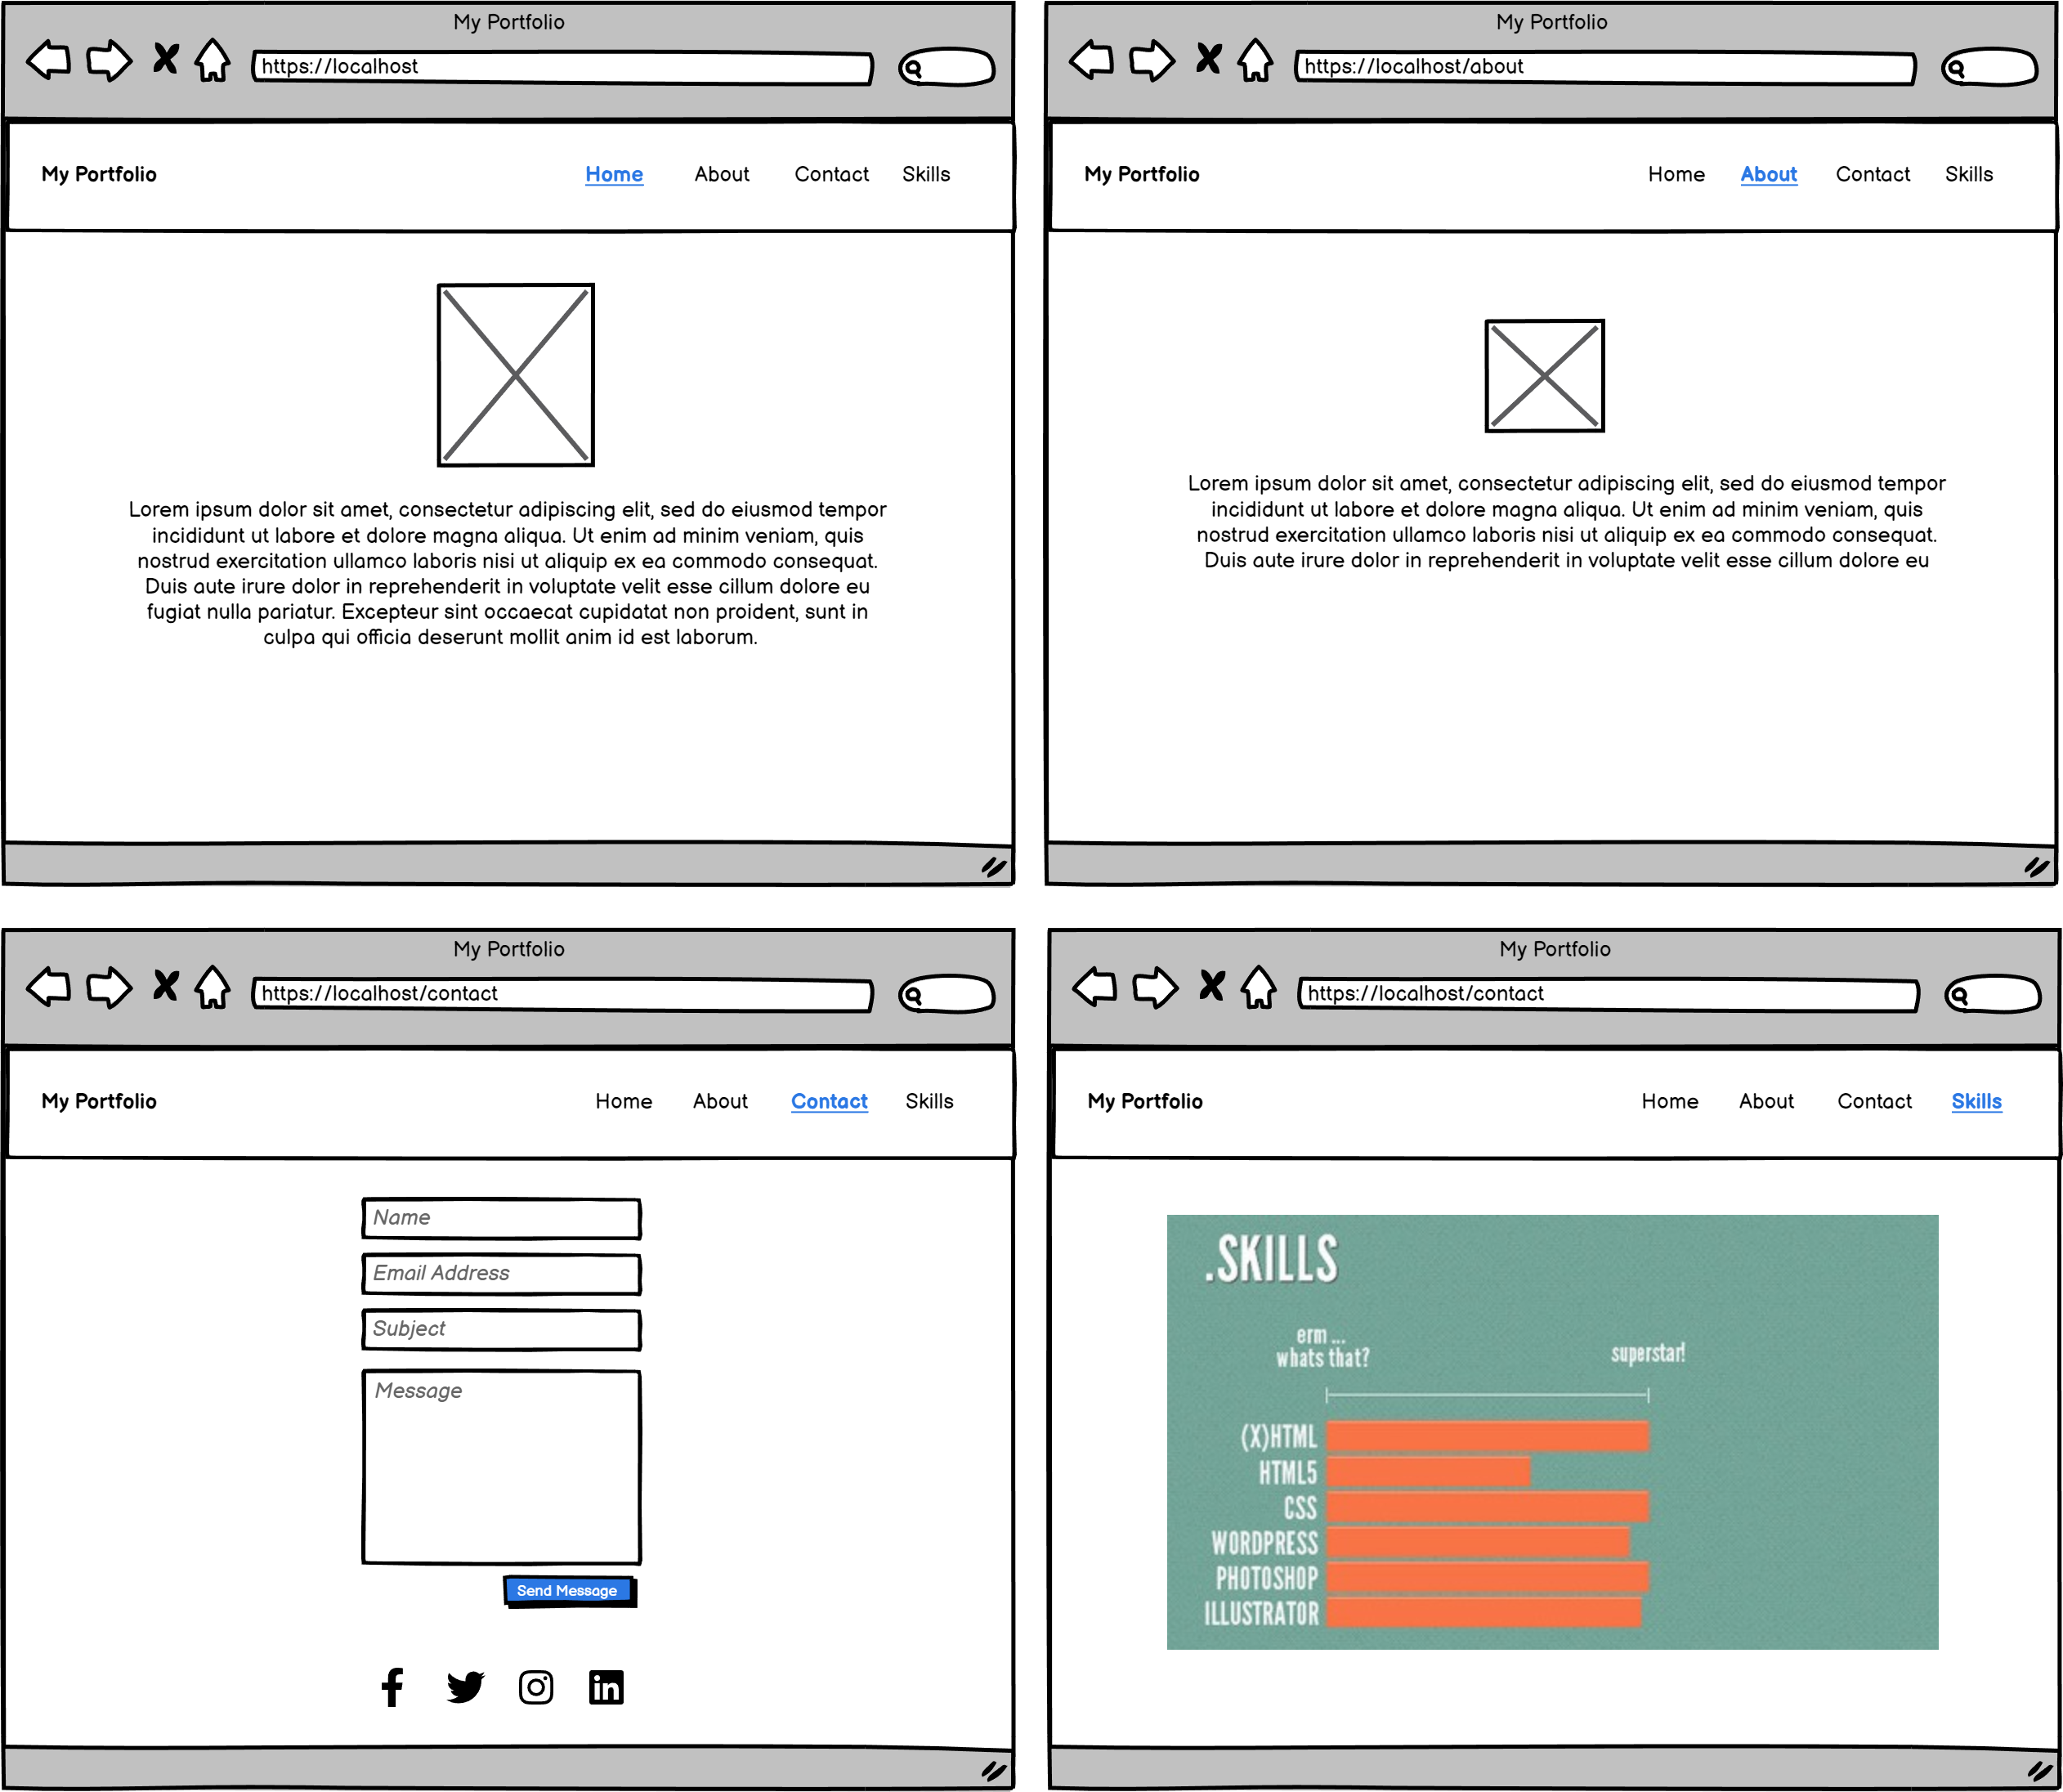 My Portfolio
https://localhost
My Portfolio
Home About Contact Skills
Lorem ipsum dolor sit amet, consectetur adipiscing elit, sed do eiusmod tempor
incididunt ut labore et dolore magna aliqua. Ut enim ad minim veniam, quis
nostrud exercitation ullamco laboris nisi ut aliquip ex ea commodo consequat.
Duis aute irure dolor in reprehenderit in voluptate velit esse cillum dolore eu
fugiat nulla pariatur. Excepteur sint occaecat cupidatat non proident, sunt in
culpa qui officia deserunt mollit anim id est laborum.
My Portfolio
https://localhost/about
My Portfolio
Home About Contact Skills
Lorem ipsum dolor sit amet, consectetur adipiscing elit, sed do eiusmod tempor
incididunt ut labore et dolore magna aliqua. Ut enim ad minim veniam, quis
nostrud exercitation ullamco laboris nisi ut aliquip ex ea commodo consequat.
Duis aute irure dolor in reprehenderit in voluptate velit esse cillum dolore eu
My Portfolio
https://localhost/contact
My Portfolio
Home About Contact Skills
Name
Email Address
Subject
Message
Send Message
My Portfolio
https://localhost/contact
My Portfolio
Home About Contact Skills
.SKILLS
erm ...
whats that?
superstar!
(X)HTML
HTML5
CSS
WORDPRESS
PHOTOSHOP
ILLUSTRATOR